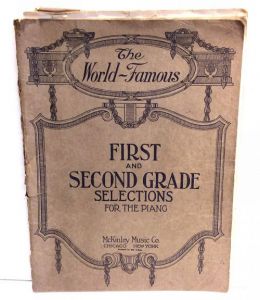 The
World-Famous
FIRST
AND
SECOND GRADE
SELECTIONS
FOR THE PIANO
McKinley Music Co.
CHICAGO NEW YORK